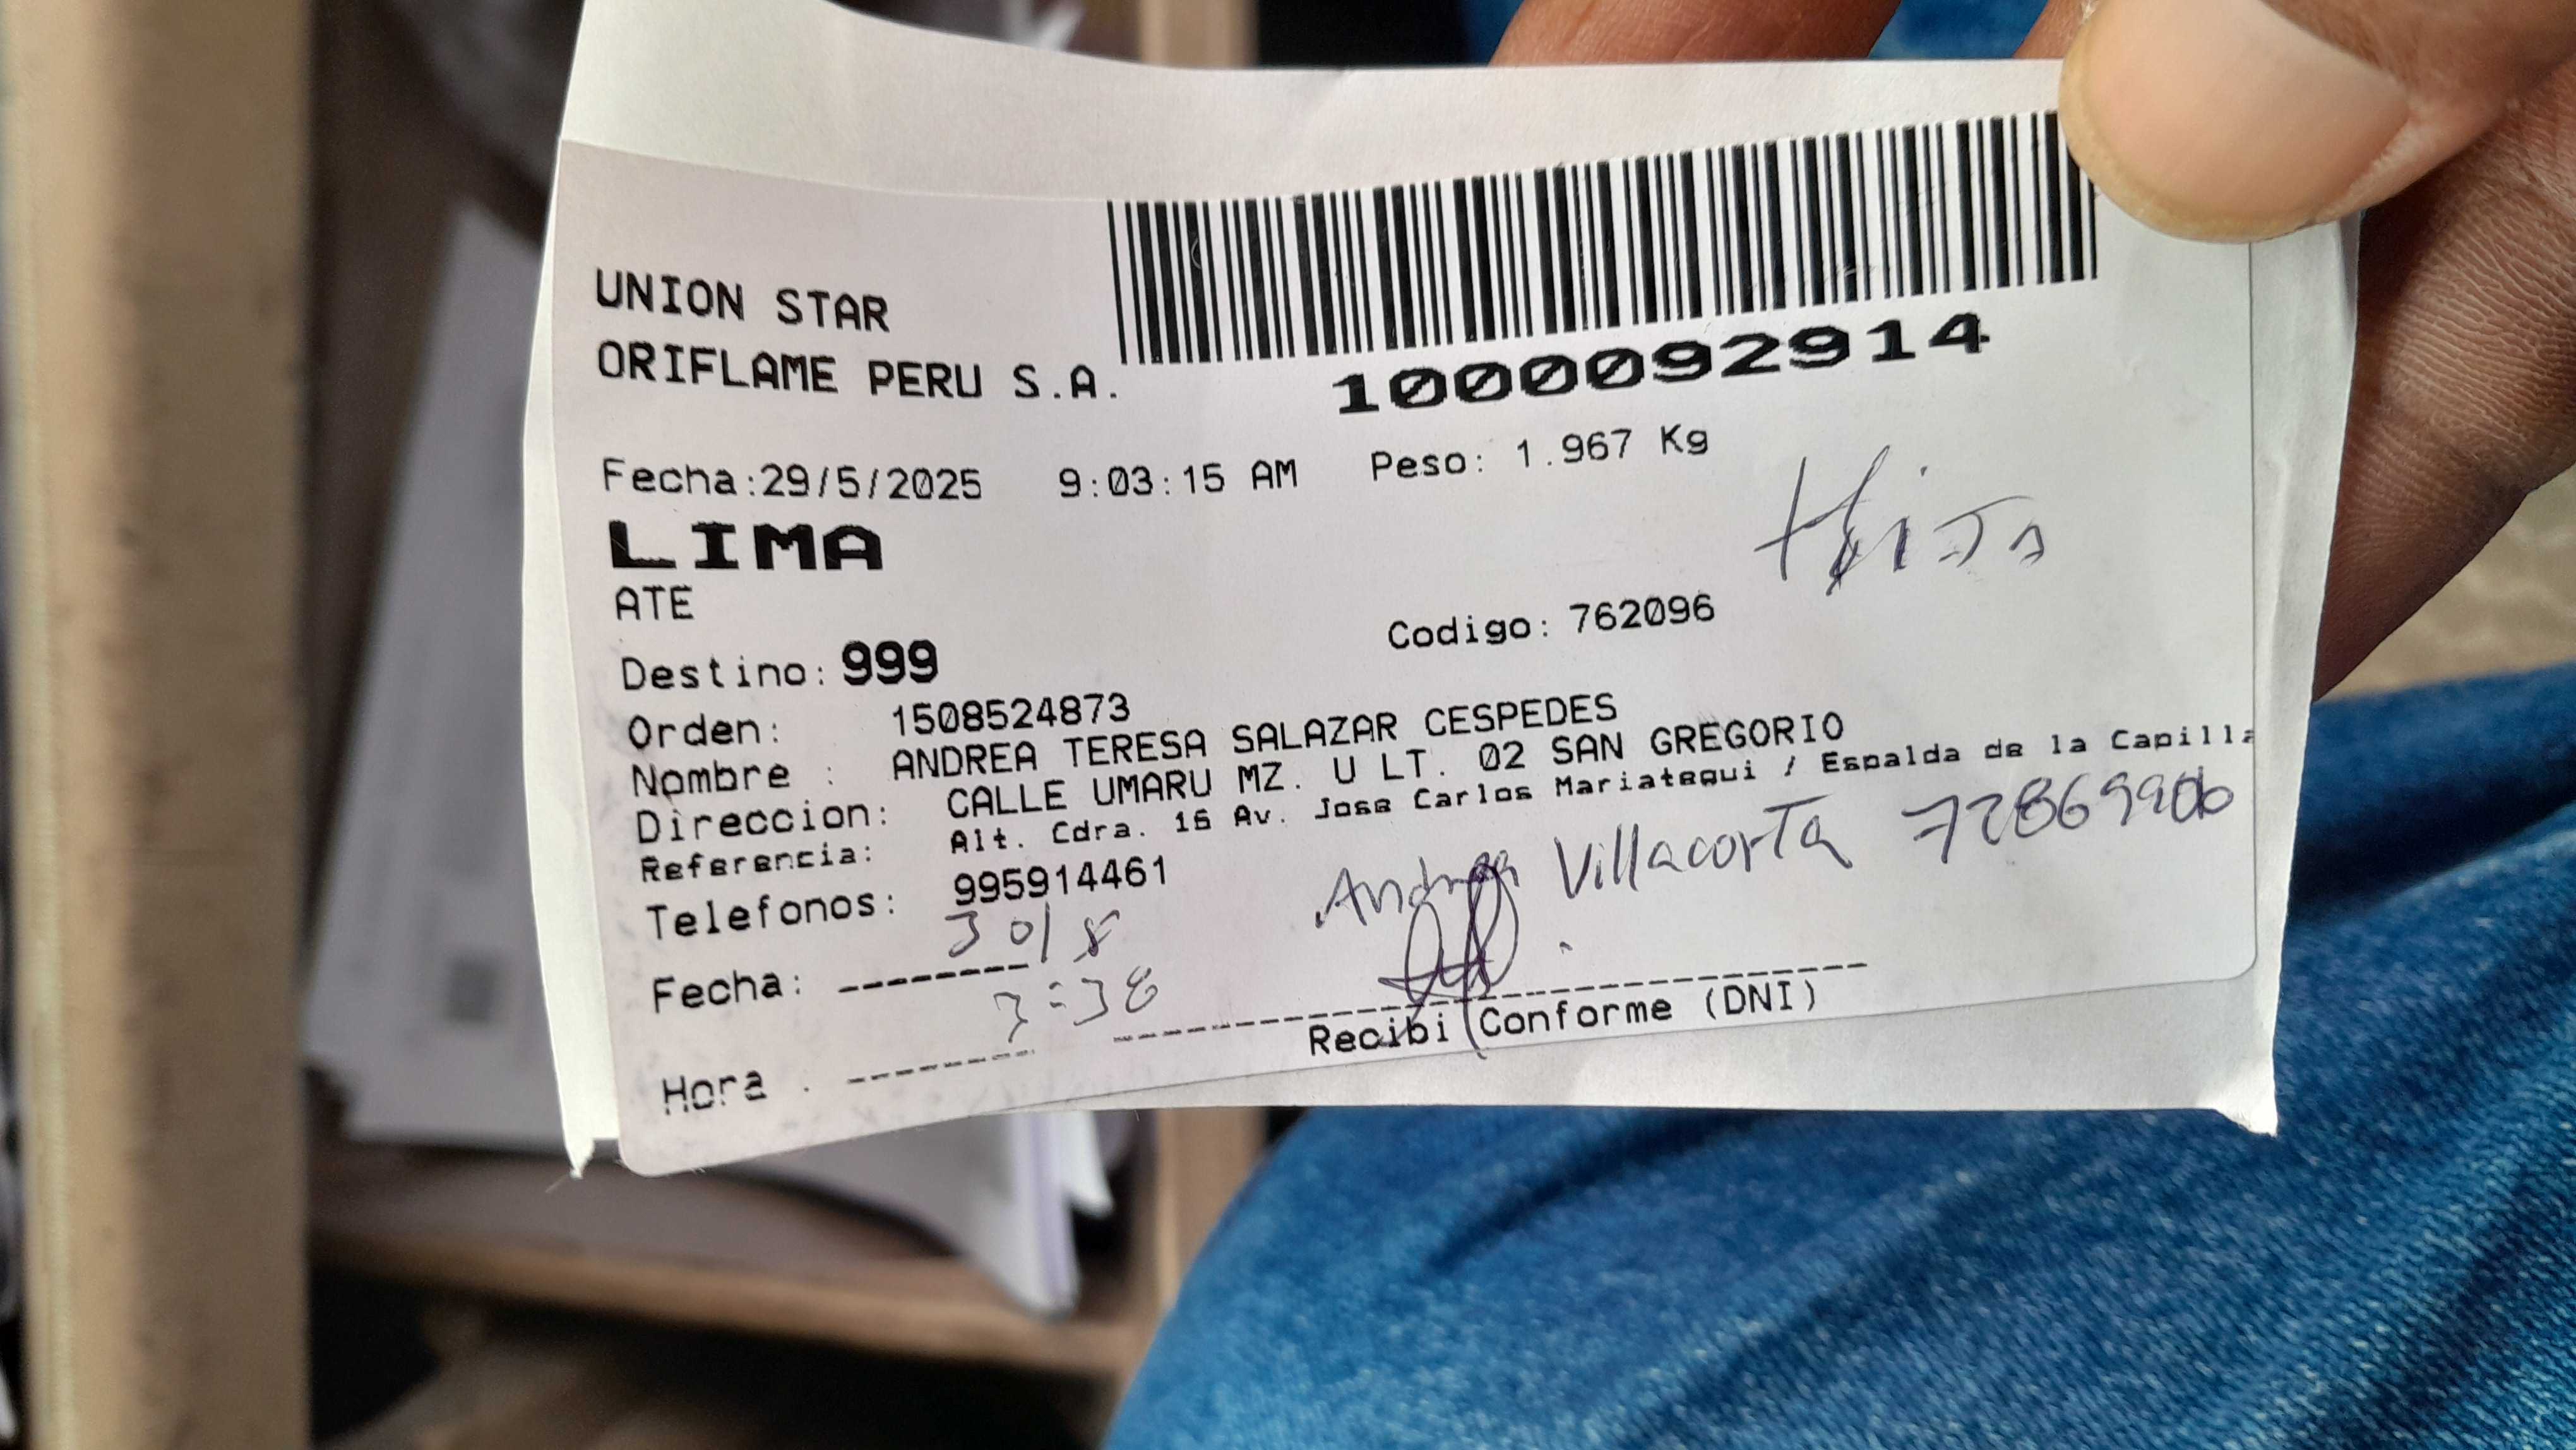 UNION STAR
ORIFLAME PERU S.A.
1000092914
Fecha:29/5/2025 9:03:15 AM Peso: 1.967 Kg
LIMA
Hija
ATE
Codigo: 762096
Destino: 999
Orden: 1508524873
Nombre : ANDREA TERESA SALAZAR CESPEDES
Direccion: CALLE UMARU MZ. U LT. 02 SAN GREGORIO
Referencia: Alt. Cdra. 16 Av. Jose Carlos Mariategui / Espalda de la Capilla
Telefonos: 995914461
Andrea Villacorta
Fecha: 30/5
Hora : 3:38
Recibi Conforme (DNI)